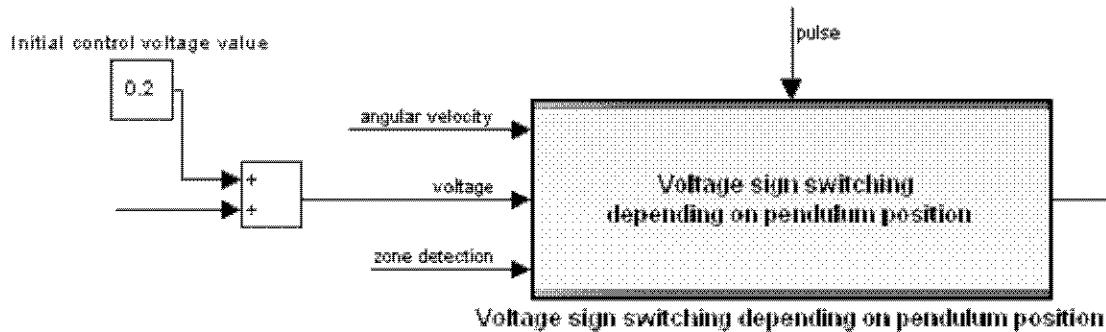 pulse
Initial control voltage value
0.2
angular velocity
+
voltage
+
Voltage sign switching
depending on pendulum position
zone detection
Voltage sign switching depending on pendulum position